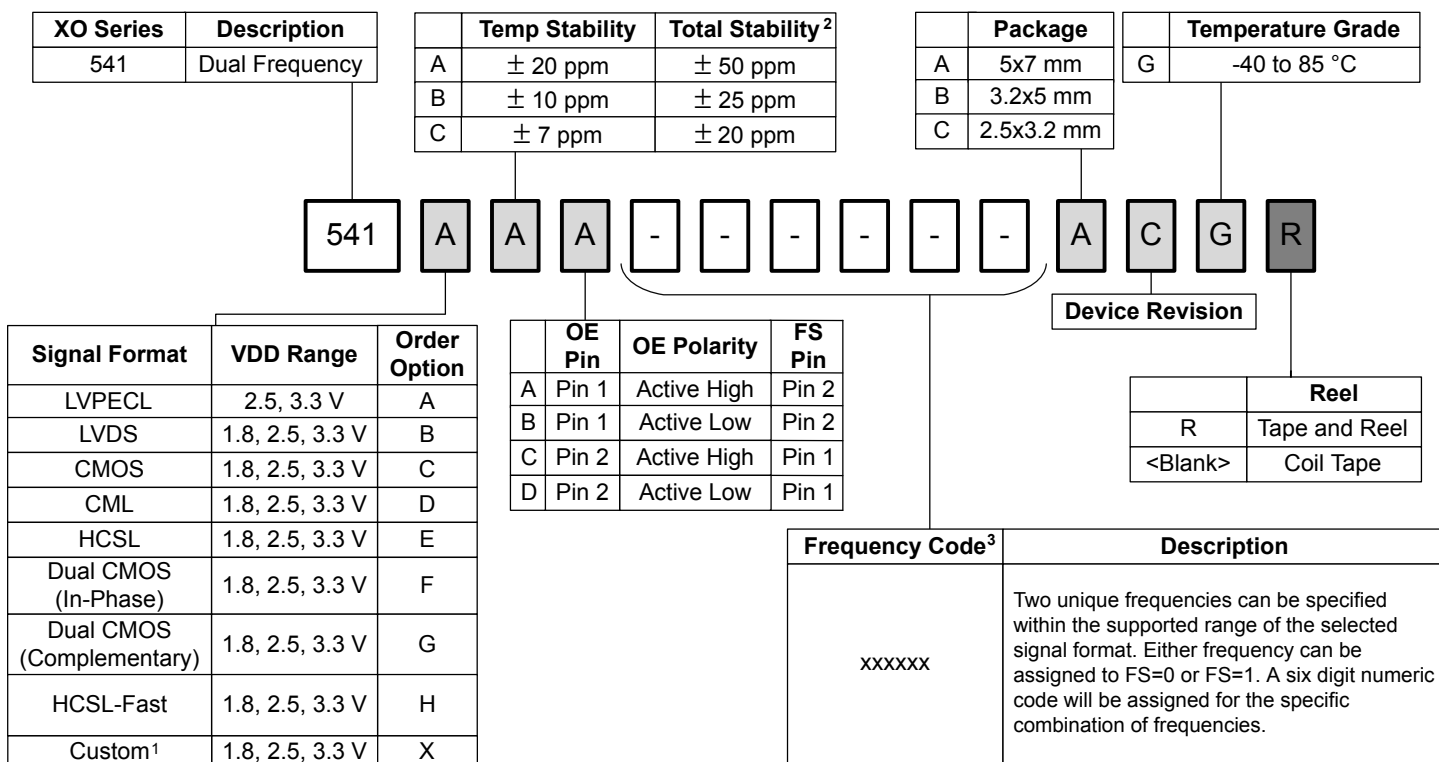 XO Series Description
541 Dual Frequency
Temp Stability Total Stability 2
A ± 20 ppm ± 50 ppm
B ± 10 ppm ± 25 ppm
C ± 7 ppm ± 20 ppm
Package
A 5x7 mm
B 3.2x5 mm
C 2.5x3.2 mm
Temperature Grade
G -40 to 85 °C
541 A A A - - - - - - A C G R
Device Revision
Signal Format VDD Range Order
Option
LVPECL 2.5, 3.3 V A
LVDS 1.8, 2.5, 3.3 V B
CMOS 1.8, 2.5, 3.3 V C
CML 1.8, 2.5, 3.3 V D
HCSL 1.8, 2.5, 3.3 V E
Dual CMOS
(In-Phase) 1.8, 2.5, 3.3 V F
Dual CMOS
(Complementary) 1.8, 2.5, 3.3 V G
HCSL-Fast 1.8, 2.5, 3.3 V H
Custom1 1.8, 2.5, 3.3 V X
OE
Pin OE Polarity FS
Pin
A Pin 1 Active High Pin 2
B Pin 1 Active Low Pin 2
C Pin 2 Active High Pin 1
D Pin 2 Active Low Pin 1
Reel
R Tape and Reel
<Blank> Coil Tape
Frequency Code3 Description
xxxxxx
Two unique frequencies can be specified
within the supported range of the selected
signal format. Either frequency can be
assigned to FS=0 or FS=1. A six digit numeric
code will be assigned for the specific
combination of frequencies.